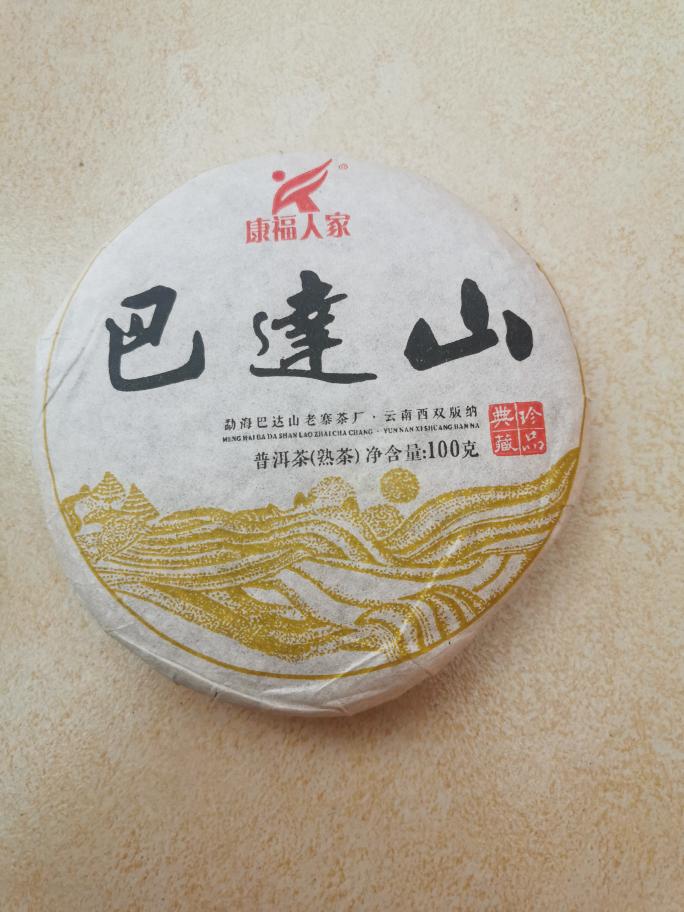 康福人家
巴達山
勐海巴达山老寨茶厂·云南西双版纳
MENG HAI BA DA SHAN LAO ZHAI CHA CHANG · YUN NAN XI SHUANG BAN NA
普洱茶(熟茶) 净含量:100克
珍品
典藏